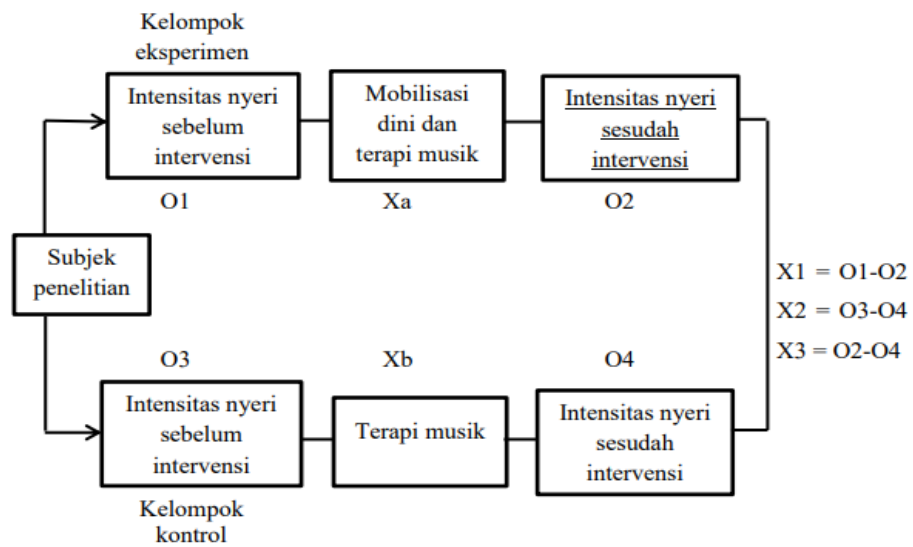 Kelompok
eksperimen
Intensitas nyeri
sebelum
intervensi
Mobilisasi
dini dan
terapi musik
Intensitas nyeri
sesudah
intervensi
O1
Xa
O2
Subjek
penelitian
X1 = O1-O2
X2 = O3-O4
X3 = O2-O4
O3
Xb
O4
Intensitas nyeri
sebelum
intervensi
Terapi musik
Intensitas nyeri
sesudah
intervensi
Kelompok
kontrol